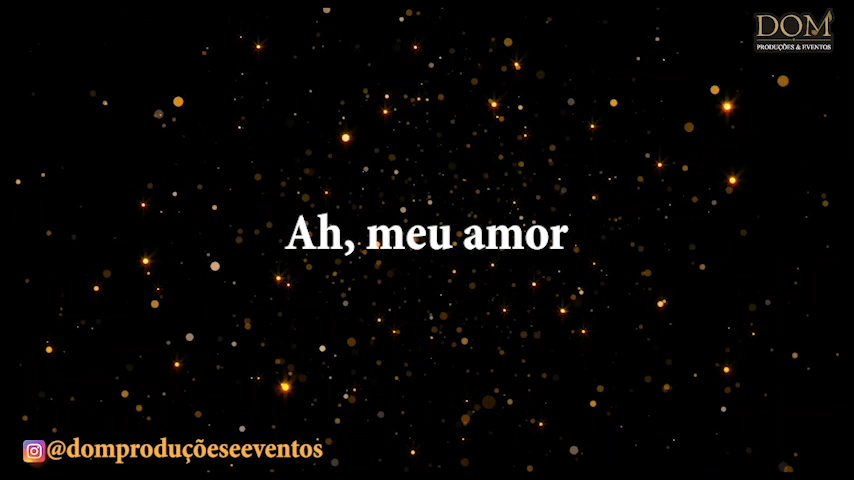 DOM
PRODUÇÕES & EVENTOS
Ah, meu amor
@domproduçõeseeventos